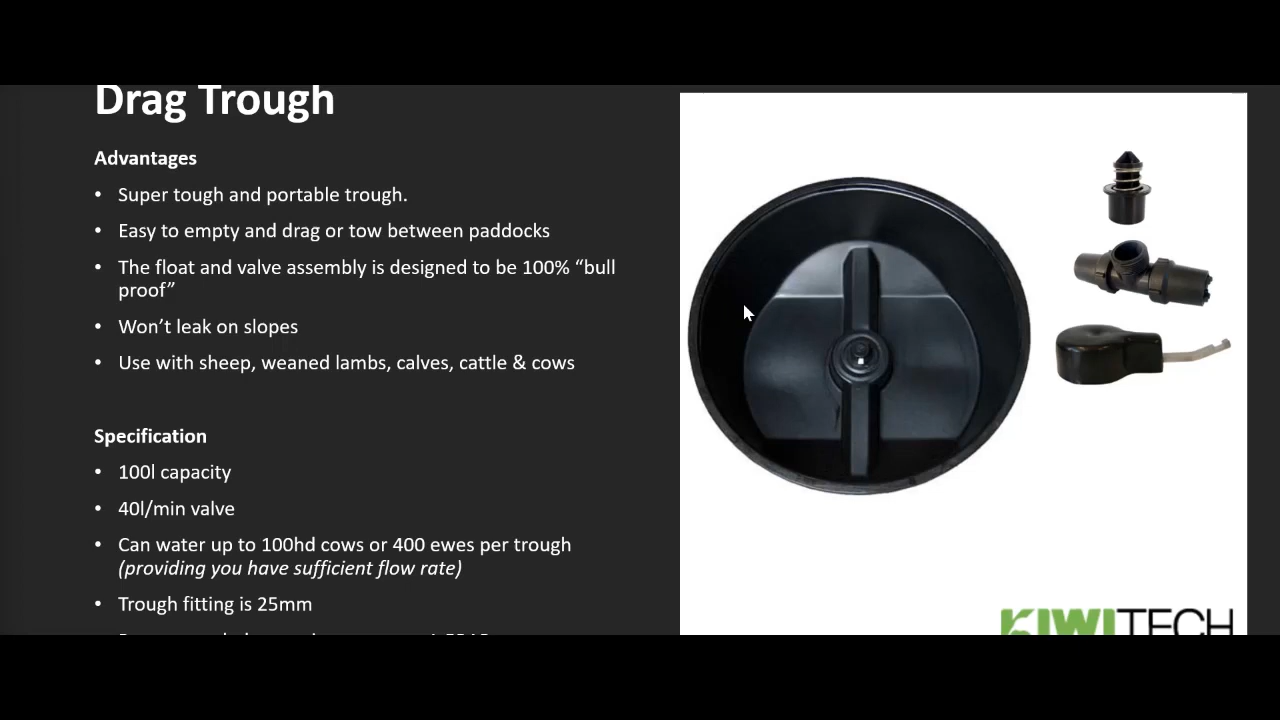 Drag Trough
Advantages
• Super tough and portable trough.
• Easy to empty and drag or tow between paddocks
• The float and valve assembly is designed to be 100% “bull
proof”
• Won’t leak on slopes
• Use with sheep, weaned lambs, calves, cattle & cows
Specification
• 100l capacity
• 40l/min valve
• Can water up to 100hd cows or 400 ewes per trough
(providing you have sufficient flow rate)
• Trough fitting is 25mm
KIWITECH